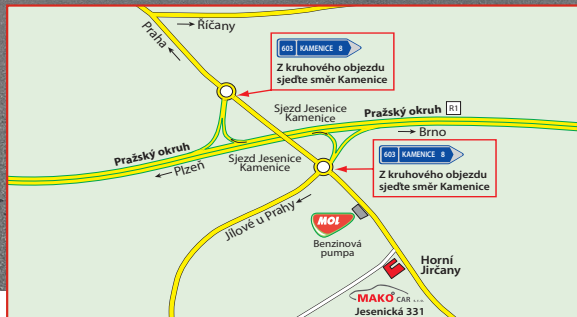 Říčany
Praha
603 KAMENICE 8
Z kruhového objezdu
sjeďte směr Kamenice
Sjezd Jesenice
Kamenice
Pražský okruh R1
Brno
Pražský okruh
Plzeň
Sjezd Jesenice
Kamenice
603 KAMENICE 8
Z kruhového objezdu
sjeďte směr Kamenice
Jílové u Prahy
MOL
Benzinová
pumpa
Horní
Jirčany
MAKO CAR s.r.o.
Jesenická 331